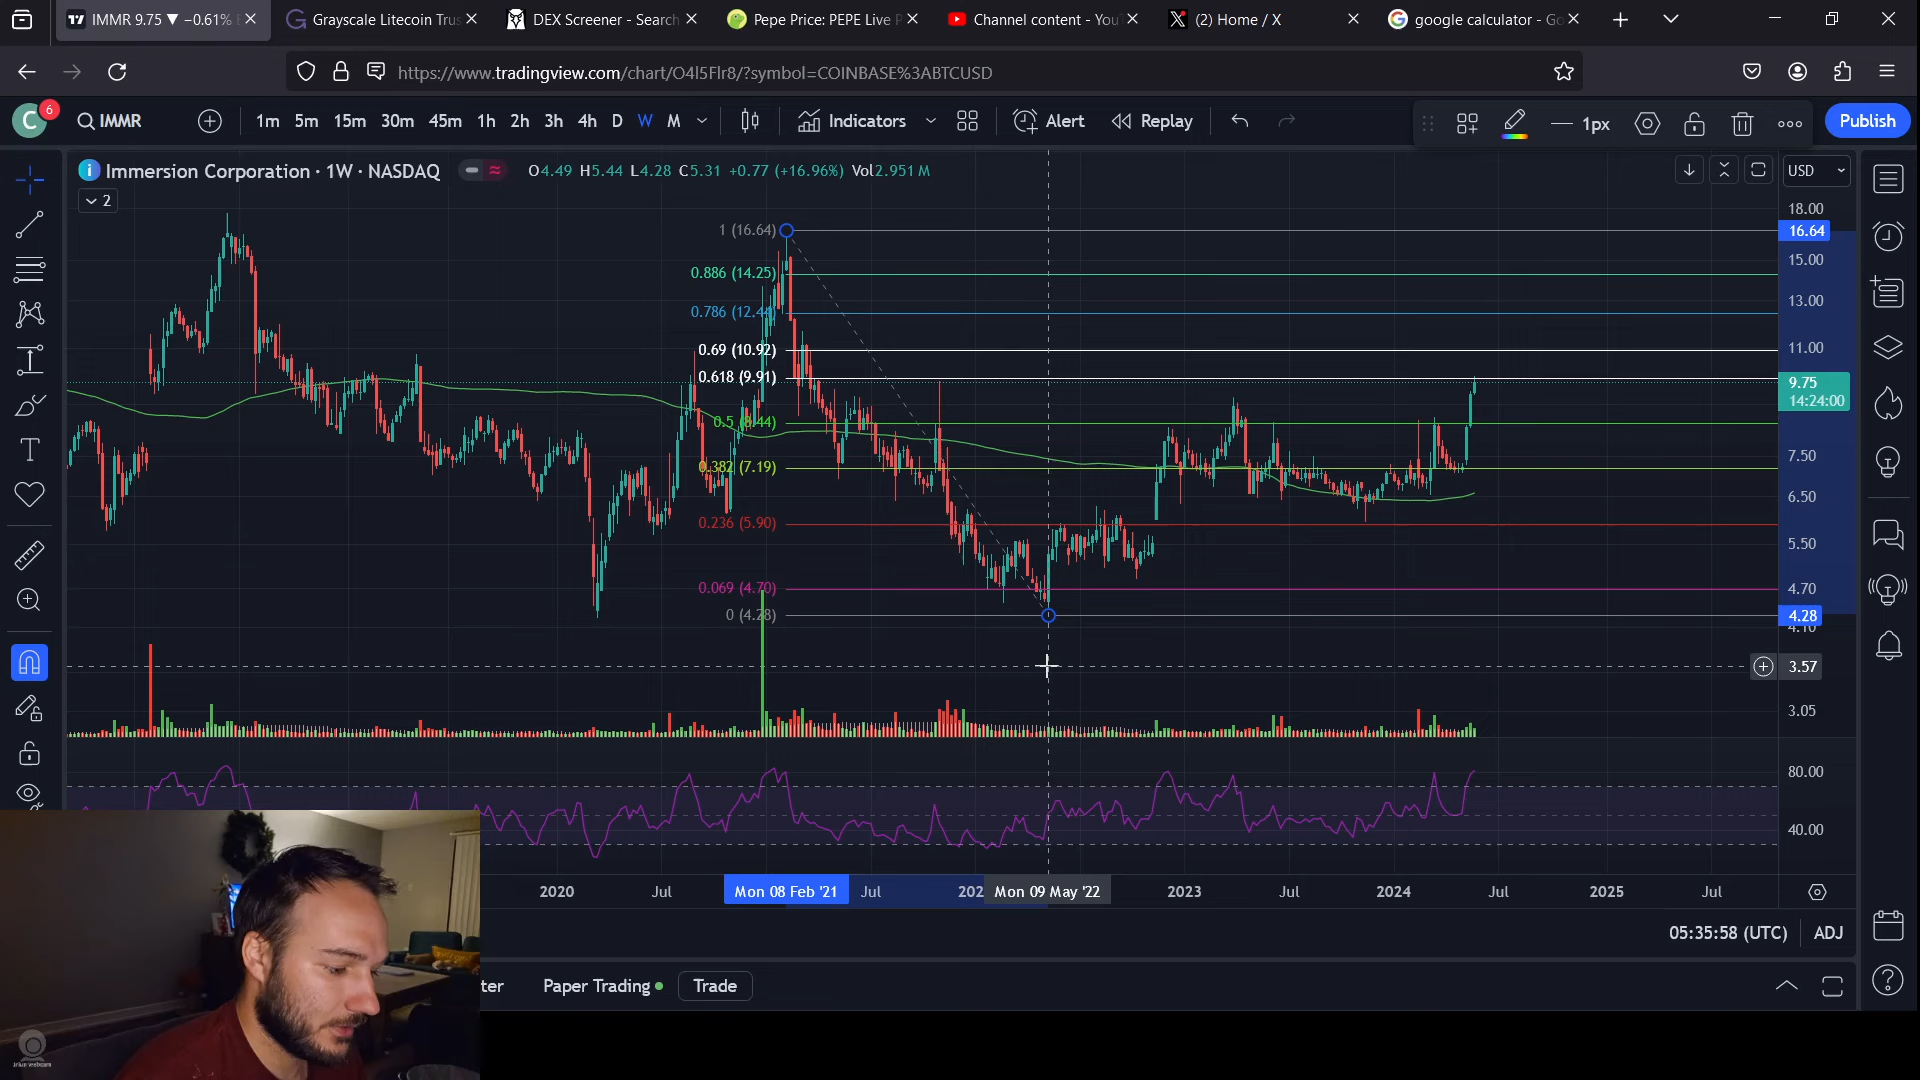 IMMR 9.75 ▼ −0.61%
Grayscale Litecoin Trus
DEX Screener - Search
Pepe Price: PEPE Live P
Channel content - You
(2) Home / X
google calculator - Go
https://www.tradingview.com/chart/O4l5Flr8/?symbol=COINBASE%3ABTCUSD
C 6
IMMR
1m 5m 15m 30m 45m 1h 2h 3h 4h D W M
Indicators
Alert
Replay
1px
Publish
Immersion Corporation · 1W · NASDAQ
O4.49 H5.44 L4.28 C5.31 +0.77 (+16.96%) Vol2.951 M
USD
2
18.00
1 (16.64)
16.64
15.00
0.886 (14.25)
13.00
0.786 (12.44)
11.00
0.69 (10.92)
0.618 (9.91)
9.75
14:24:00
0.5 (8.44)
7.50
0.382 (7.19)
6.50
0.236 (5.90)
5.50
0.069 (4.70)
4.70
0 (4.28)
4.28
4.10
3.57
3.05
80.00
40.00
2020 Jul Mon 08 Feb '21 Jul 202 Mon 09 May '22 2023 Jul 2024 Jul 2025 Jul
05:35:58 (UTC) ADJ
ter
Paper Trading
Trade